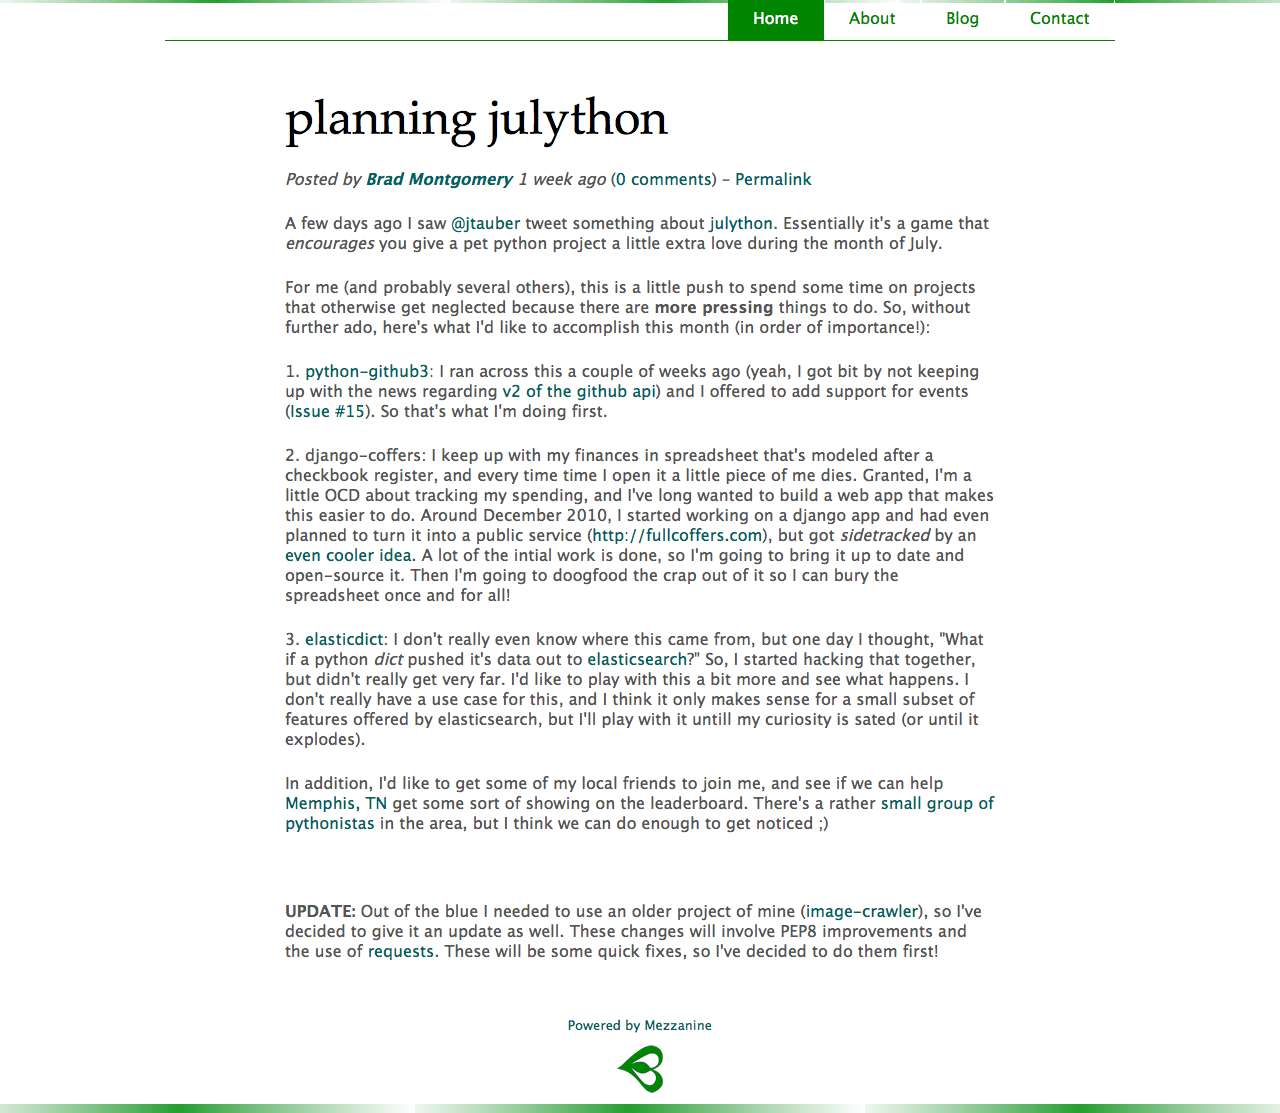 Home About Blog Contact
planning julython
Posted by Brad Montgomery 1 week ago (0 comments) – Permalink
A few days ago I saw @jtauber tweet something about julython. Essentially it's a game that
encourages you give a pet python project a little extra love during the month of July.
For me (and probably several others), this is a little push to spend some time on projects
that otherwise get neglected because there are more pressing things to do. So, without
further ado, here's what I'd like to accomplish this month (in order of importance!):
1. python-github3: I ran across this a couple of weeks ago (yeah, I got bit by not keeping
up with the news regarding v2 of the github api) and I offered to add support for events
(Issue #15). So that's what I'm doing first.
2. django-coffers: I keep up with my finances in spreadsheet that's modeled after a
checkbook register, and every time time I open it a little piece of me dies. Granted, I'm a
little OCD about tracking my spending, and I've long wanted to build a web app that makes
this easier to do. Around December 2010, I started working on a django app and had even
planned to turn it into a public service (http://fullcoffers.com), but got sidetracked by an
even cooler idea. A lot of the intial work is done, so I'm going to bring it up to date and
open-source it. Then I'm going to doogfood the crap out of it so I can bury the
spreadsheet once and for all!
3. elasticdict: I don't really even know where this came from, but one day I thought, "What
if a python dict pushed it's data out to elasticsearch?" So, I started hacking that together,
but didn't really get very far. I'd like to play with this a bit more and see what happens. I
don't really have a use case for this, and I think it only makes sense for a small subset of
features offered by elasticsearch, but I'll play with it untill my curiosity is sated (or until it
explodes).
In addition, I'd like to get some of my local friends to join me, and see if we can help
Memphis, TN get some sort of showing on the leaderboard. There's a rather small group of
pythonistas in the area, but I think we can do enough to get noticed ;)
UPDATE: Out of the blue I needed to use an older project of mine (image-crawler), so I've
decided to give it an update as well. These changes will involve PEP8 improvements and
the use of requests. These will be some quick fixes, so I've decided to do them first!
Powered by Mezzanine